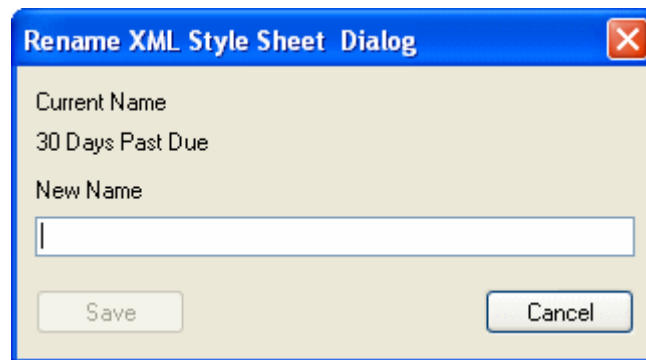 Rename XML Style Sheet Dialog
Current Name
30 Days Past Due
New Name
Save Cancel